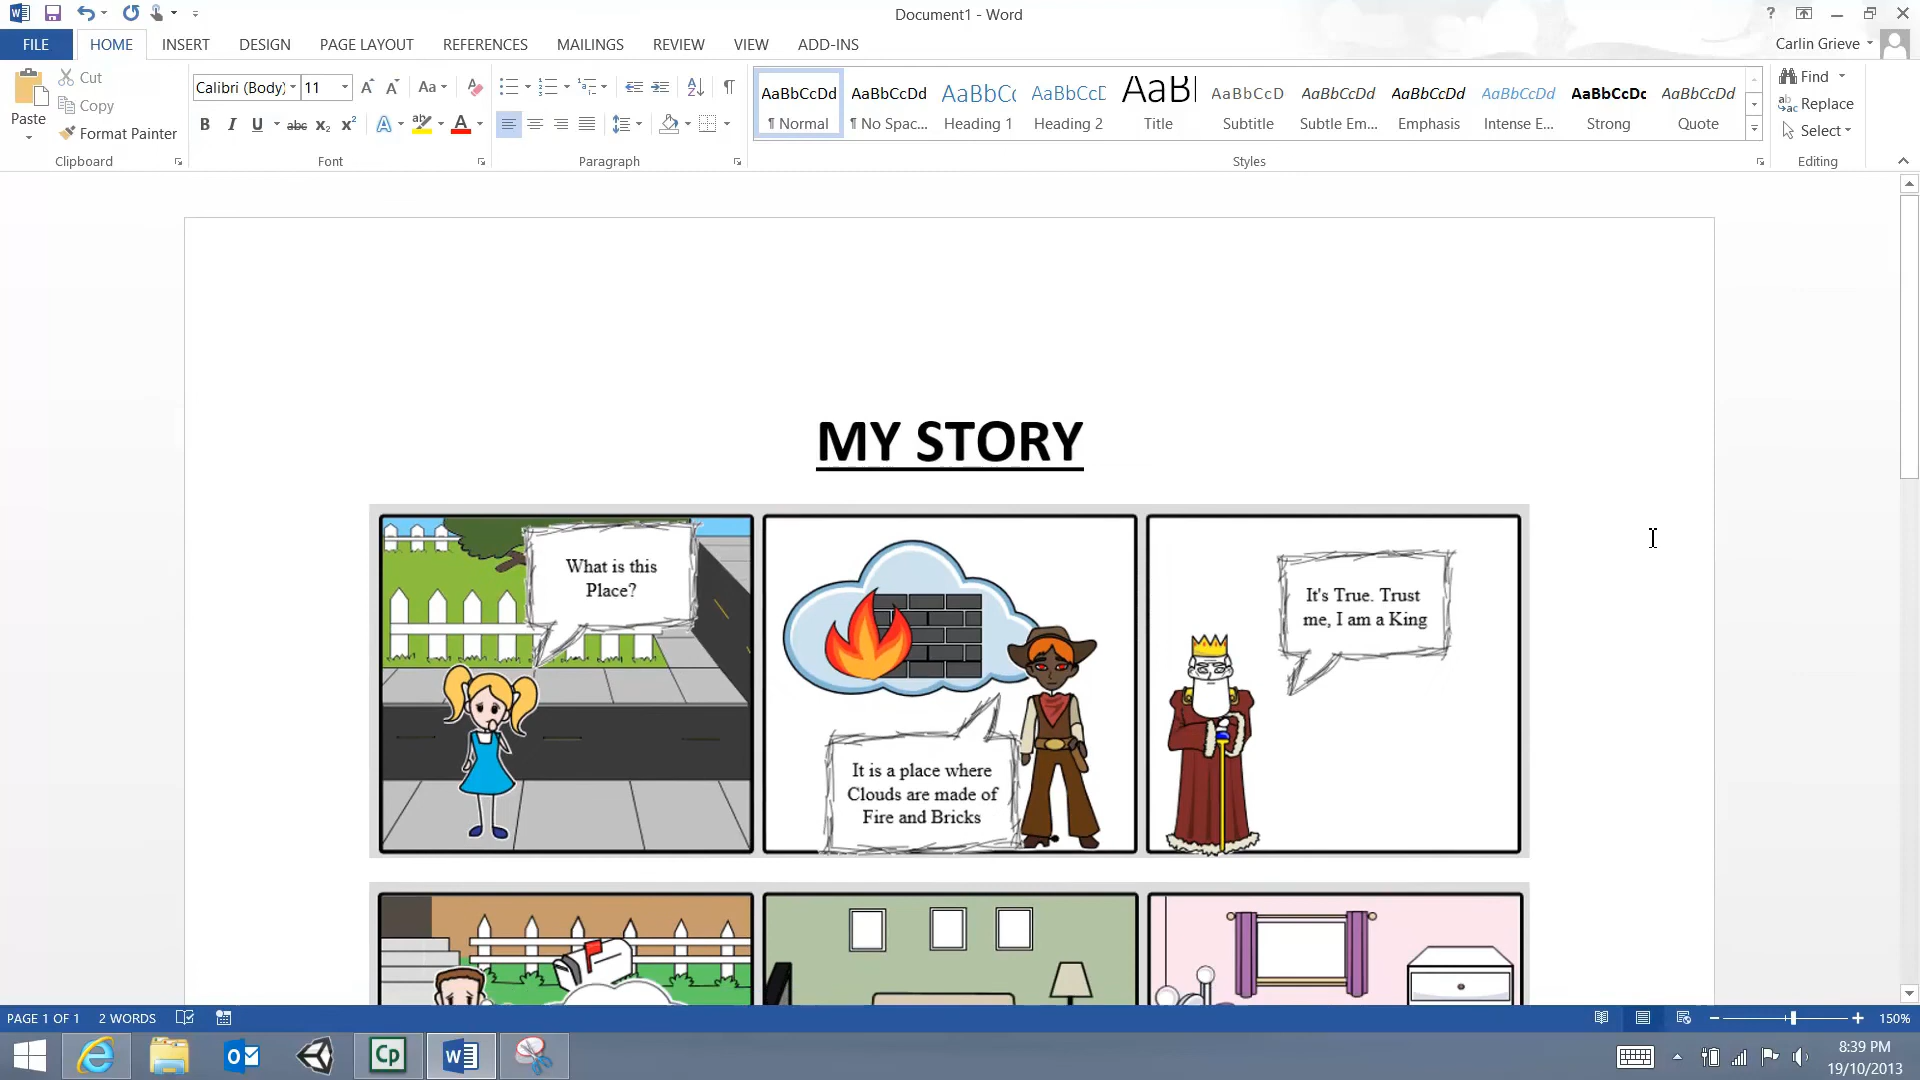 Document1 - Word
FILE HOME INSERT DESIGN PAGE LAYOUT REFERENCES MAILINGS REVIEW VIEW ADD-INS Carlin Grieve
Paste
Cut
Copy
Format Painter
Clipboard
Calibri (Body) 11
Font
Paragraph
AaBbCcDd AaBbCcDd AaBbCc AaBbCcD AaB AaBbCcD AaBbCcDd AaBbCcDd AaBbCcDd AaBbCcDc AaBbCcDd
¶ Normal ¶ No Spac... Heading 1 Heading 2 Title Subtitle Subtle Em... Emphasis Intense E... Strong Quote
Styles
Find
Replace
Select
Editing
MY STORY
What is this
Place?
It is a place where
Clouds are made of
Fire and Bricks
It's True. Trust
me, I am a King
PAGE 1 OF 1 2 WORDS 150%
8:39 PM
19/10/2013